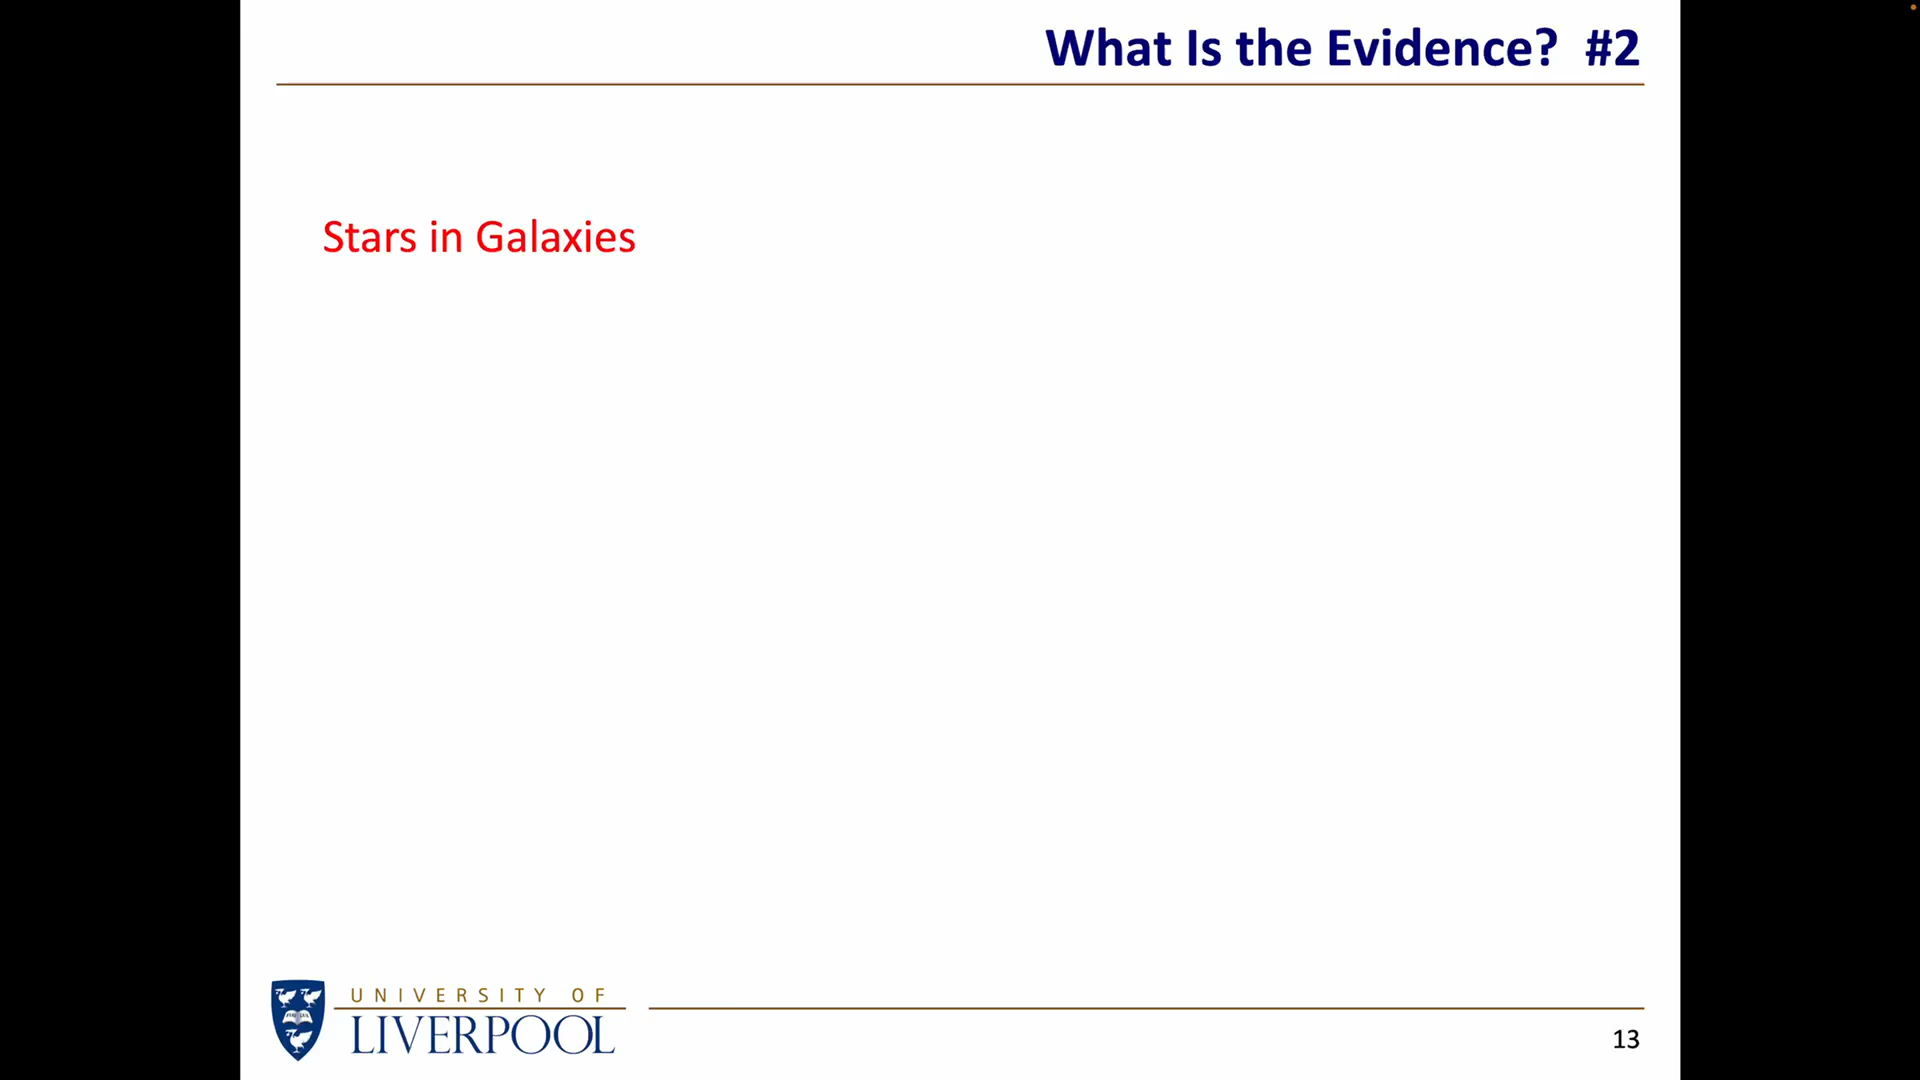 What Is the Evidence? #2
Stars in Galaxies
UNIVERSITY OF
LIVERPOOL
13